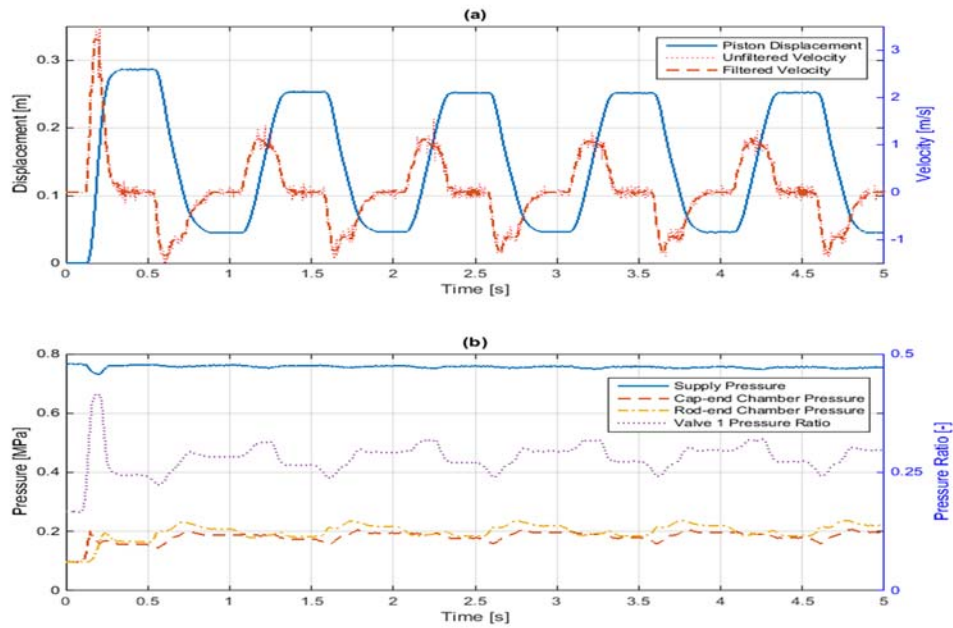 (a)
Piston Displacement
Unfiltered Velocity
Filtered Velocity
Displacement [m]
0.3
0.2
0.1
0
Velocity [m/s]
3
2
1
0
-1
0 0.5 1 1.5 2 2.5 3 3.5 4 4.5 5
Time [s]
(b)
Supply Pressure
Cap-end Chamber Pressure
Rod-end Chamber Pressure
Valve 1 Pressure Ratio
Pressure [MPa]
0.8
0.6
0.4
0.2
0
Pressure Ratio [-]
0.5
0.25
0
0 0.5 1 1.5 2 2.5 3 3.5 4 4.5 5
Time [s]